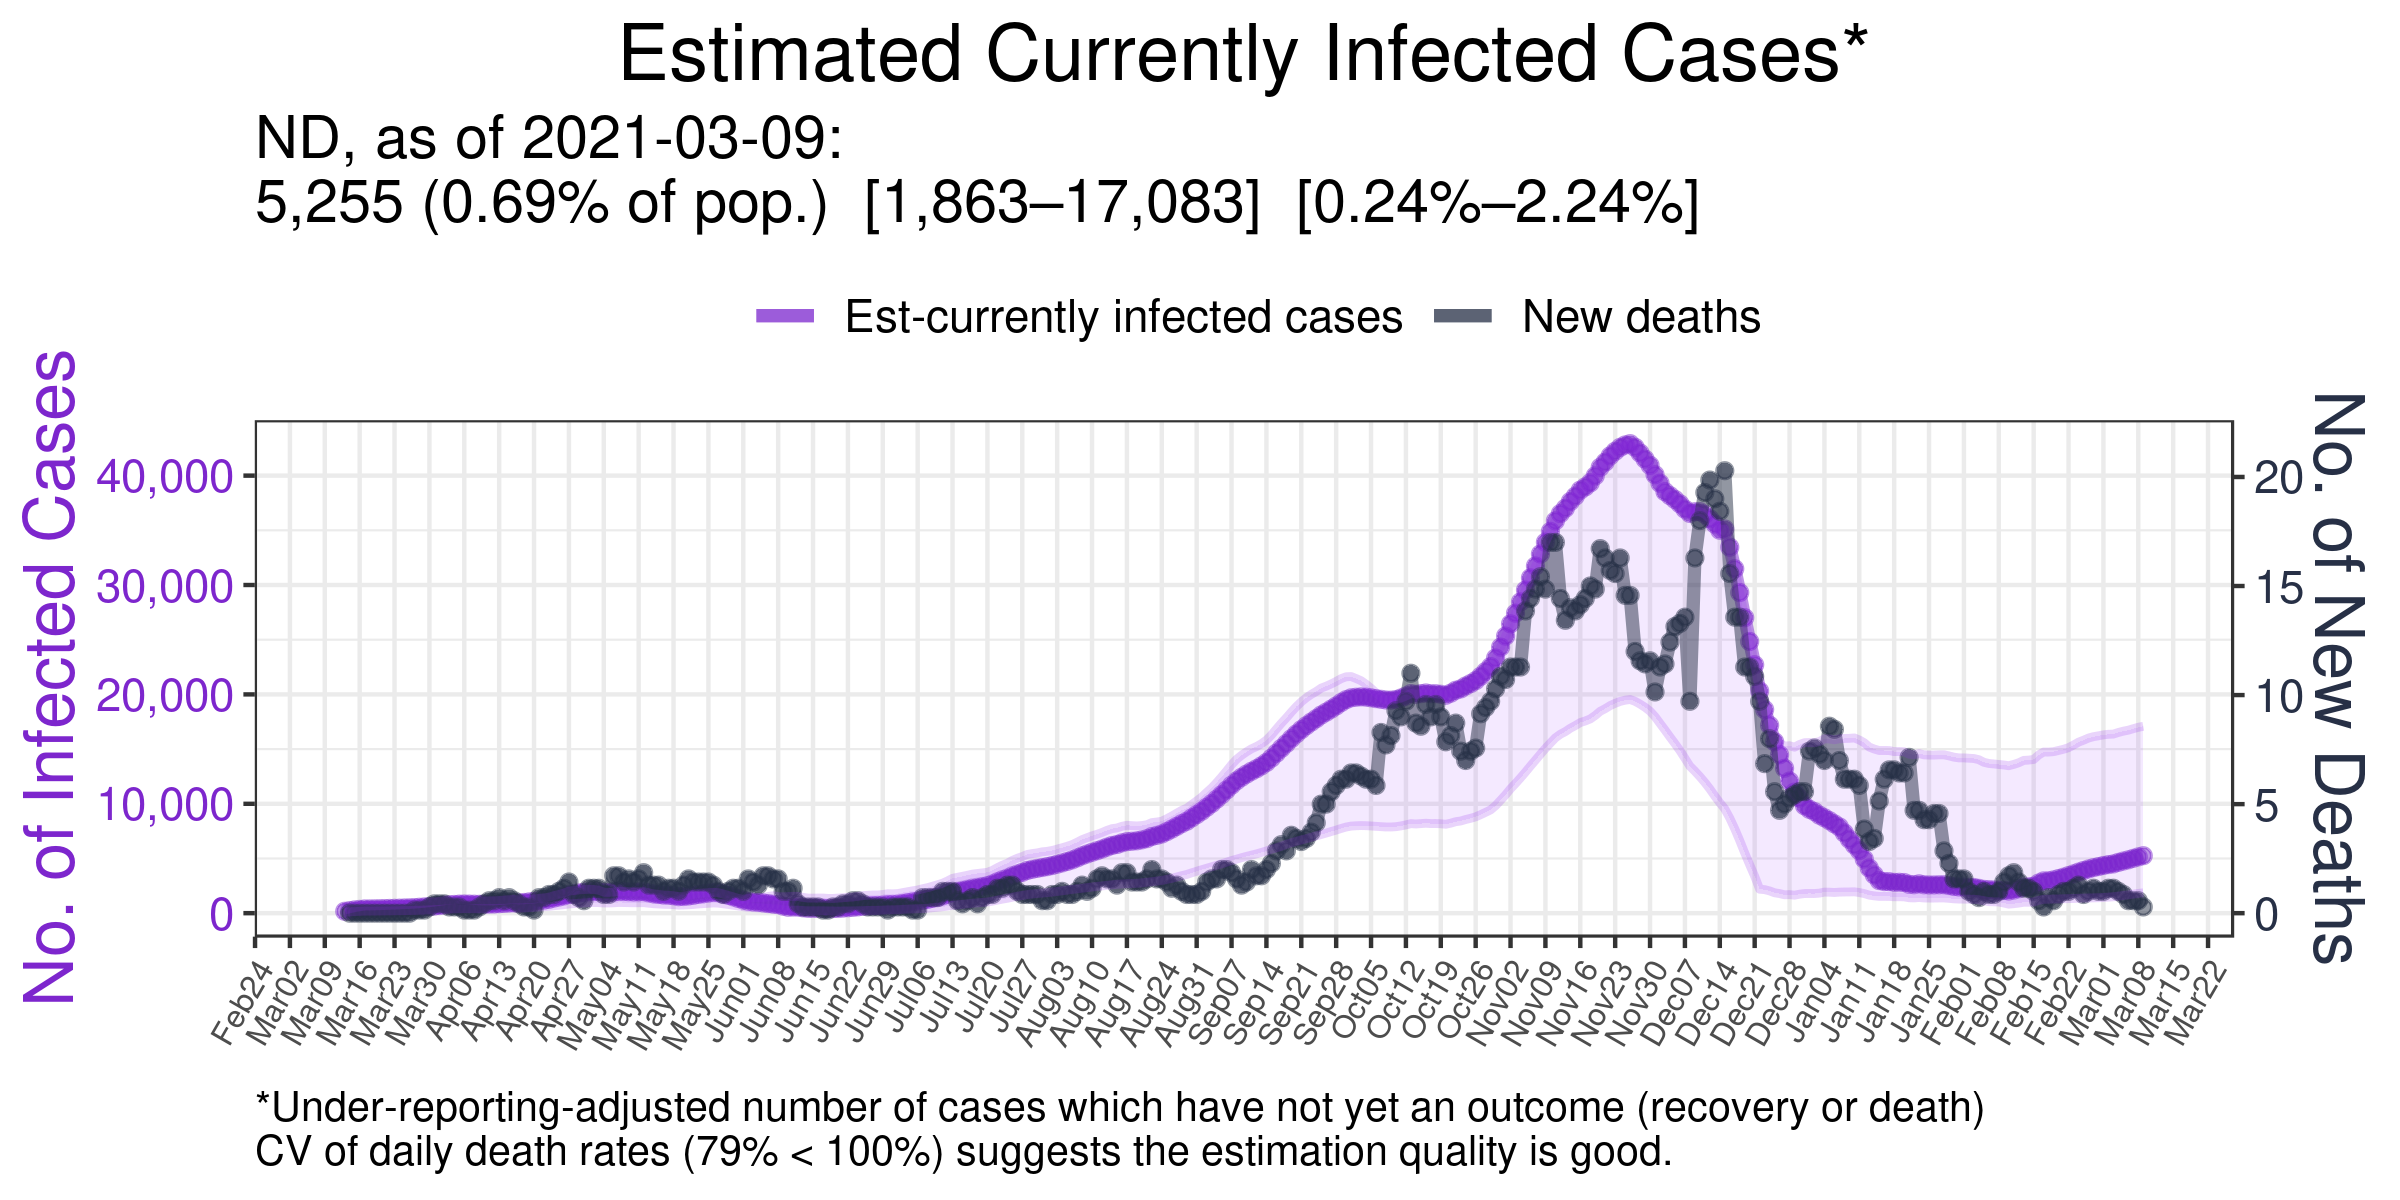 Estimated Currently Infected Cases*
ND, as of 2021-03-09:
5,255 (0.69% of pop.) [1,863–17,083] [0.24%–2.24%]
Est-currently infected cases
New deaths
No. of Infected Cases
40,000
30,000
20,000
10,000
0
20
15
10
5
0
No. of New Deaths
Feb24
Mar02
Mar09
Mar16
Mar23
Mar30
Apr06
Apr13
Apr20
Apr27
May04
May11
May18
May25
Jun01
Jun08
Jun15
Jun22
Jun29
Jul06
Jul13
Jul20
Jul27
Aug03
Aug10
Aug17
Aug24
Aug31
Sep07
Sep14
Sep21
Sep28
Oct05
Oct12
Oct19
Oct26
Nov02
Nov09
Nov16
Nov23
Nov30
Dec07
Dec14
Dec21
Dec28
Jan04
Jan11
Jan18
Jan25
Feb01
Feb08
Feb15
Feb22
Mar01
Mar08
Mar15
Mar22
*Under-reporting-adjusted number of cases which have not yet an outcome (recovery or death)
CV of daily death rates (79% < 100%) suggests the estimation quality is good.